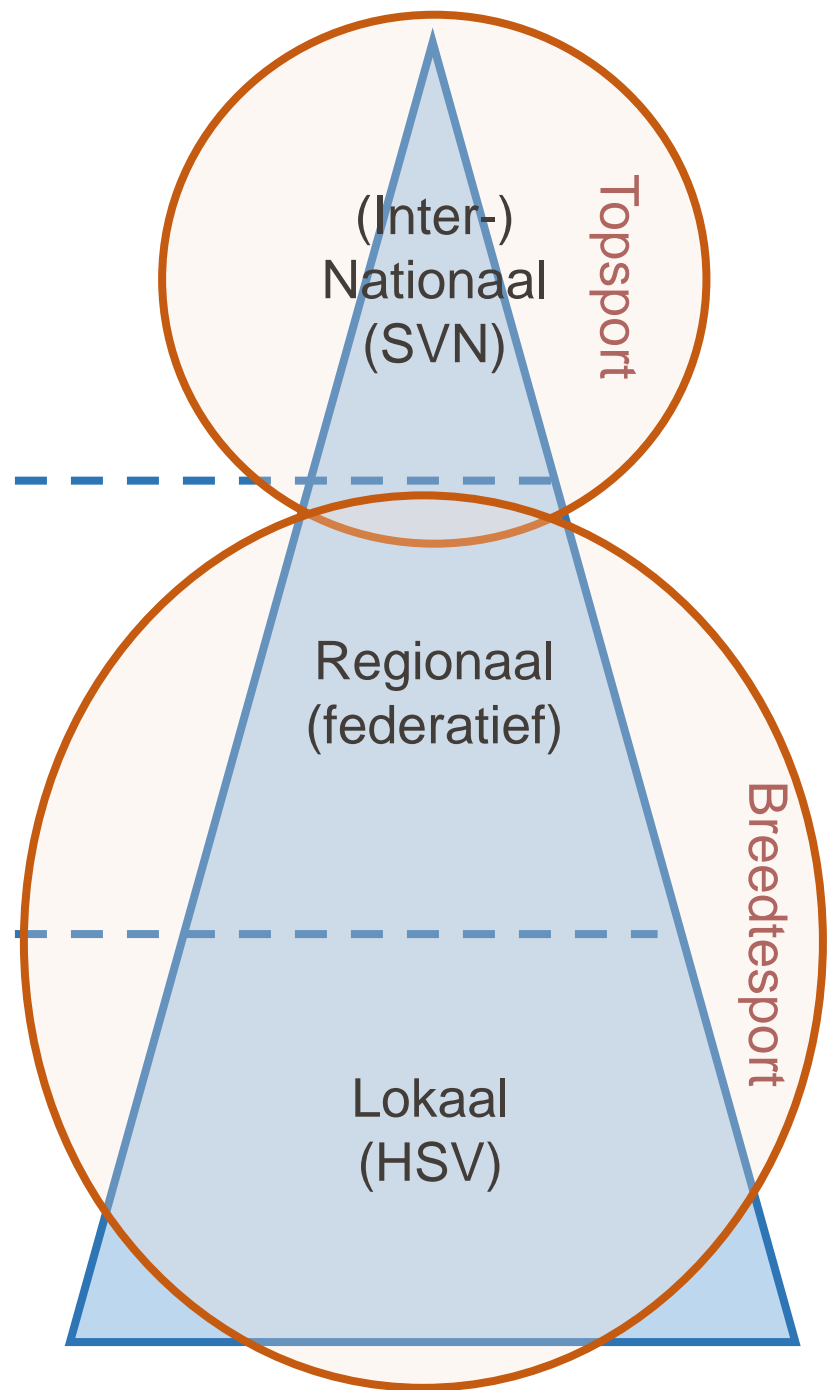 (Inter-)
Nationaal
(SVN)
Topsport
Regionaal
(federatief)
Breedtesport
Lokaal
(HSV)